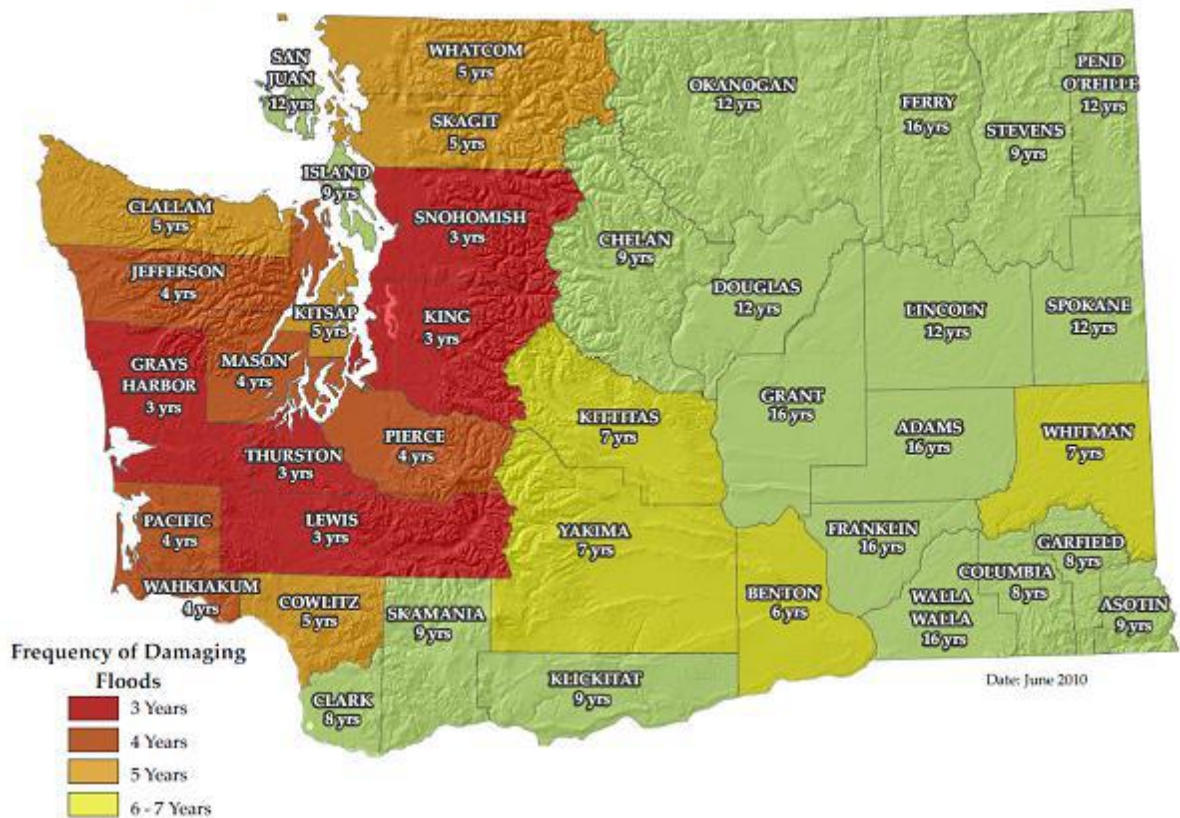 WHATCOM
5 yrs
SAN
JUAN
12 yrs
SKAGIT
5 yrs
OKANOGAN
12 yrs
FERRY
16 yrs
STEVENS
9 yrs
PEND
O'REILLE
12 yrs
ISLAND
9 yrs
CLALLAM
5 yrs
SNOHOMISH
3 yrs
CHELAN
9 yrs
JEFFERSON
4 yrs
DOUGLAS
12 yrs
LINCOLN
12 yrs
SPOKANE
12 yrs
KITSAP
5 yrs
KING
3 yrs
GRAYS
HARBOR
3 yrs
MASON
4 yrs
GRANT
16 yrs
KITTITAS
7 yrs
PIERCE
4 yrs
ADAMS
16 yrs
WHITMAN
7 yrs
THURSTON
3 yrs
LEWIS
3 yrs
PACIFIC
4 yrs
YAKIMA
7 yrs
FRANKLIN
16 yrs
GARFIELD
8 yrs
COLUMBIA
8 yrs
WAHKIAKUM
4 yrs
COWLITZ
5 yrs
SKAMANIA
9 yrs
BENTON
6 yrs
WALLA
WALLA
16 yrs
ASOTIN
9 yrs
KLICKITAT
9 yrs
CLARK
8 yrs
Date: June 2010
Frequency of Damaging
Floods
3 Years
4 Years
5 Years
6 - 7 Years